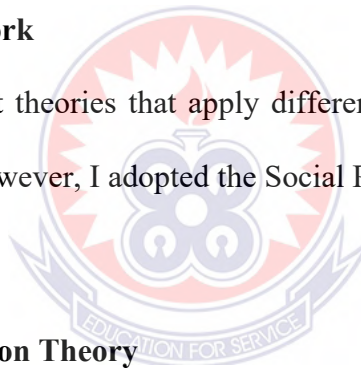 ork
t theories that apply differen
wever, I adopted the Social
on Theory
EDUCATION FOR SERVICE